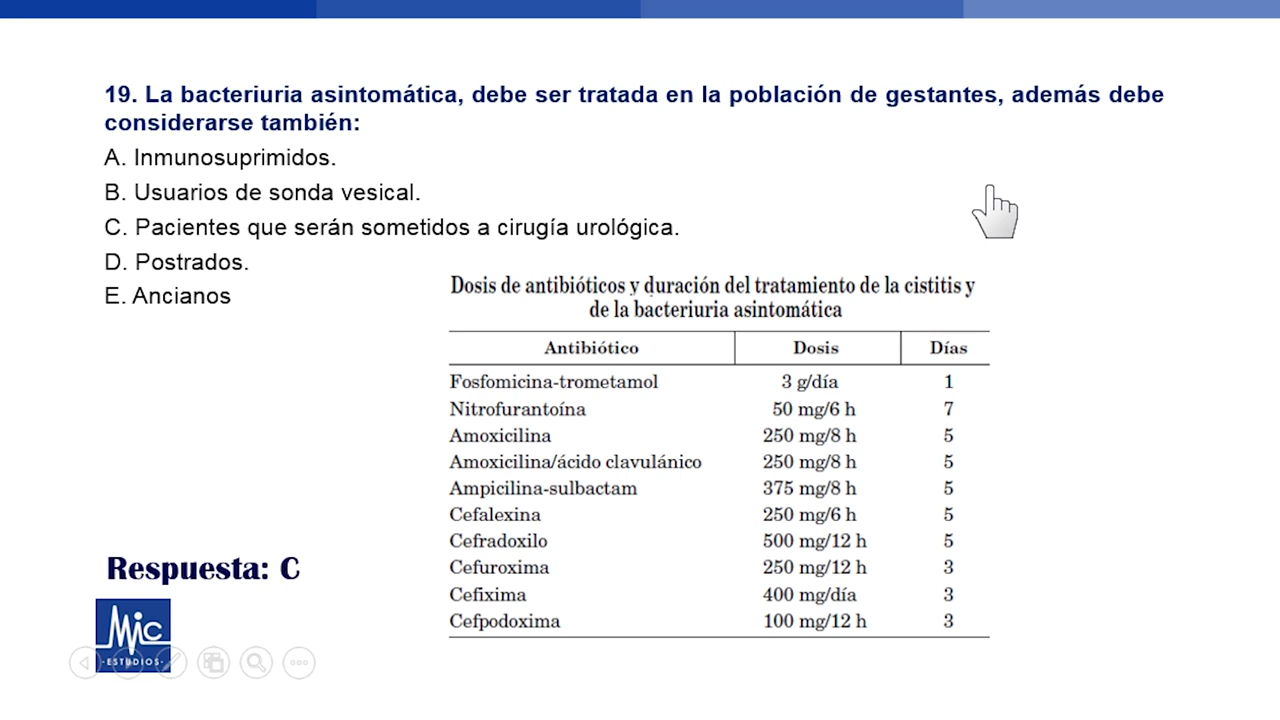 19. La bacteriuria asintomática, debe ser tratada en la población de gestantes, además debe
considerarse también:
A. Inmunosuprimidos.
B. Usuarios de sonda vesical.
C. Pacientes que serán sometidos a cirugía urológica.
D. Postrados.
E. Ancianos
Dosis de antibióticos y duración del tratamiento de la cistitis y
de la bacteriuria asintomática
Antibiótico Dosis Días
Fosfomicina-trometamol 3 g/día 1
Nitrofurantoína 50 mg/6 h 7
Amoxicilina 250 mg/8 h 5
Amoxicilina/ácido clavulánico 250 mg/8 h 5
Ampicilina-sulbactam 375 mg/8 h 5
Cefalexina 250 mg/6 h 5
Cefradoxilo 500 mg/12 h 5
Cefuroxima 250 mg/12 h 3
Cefixima 400 mg/día 3
Cefpodoxima 100 mg/12 h 3
Respuesta: C
Mic
-ESTUDIOS-